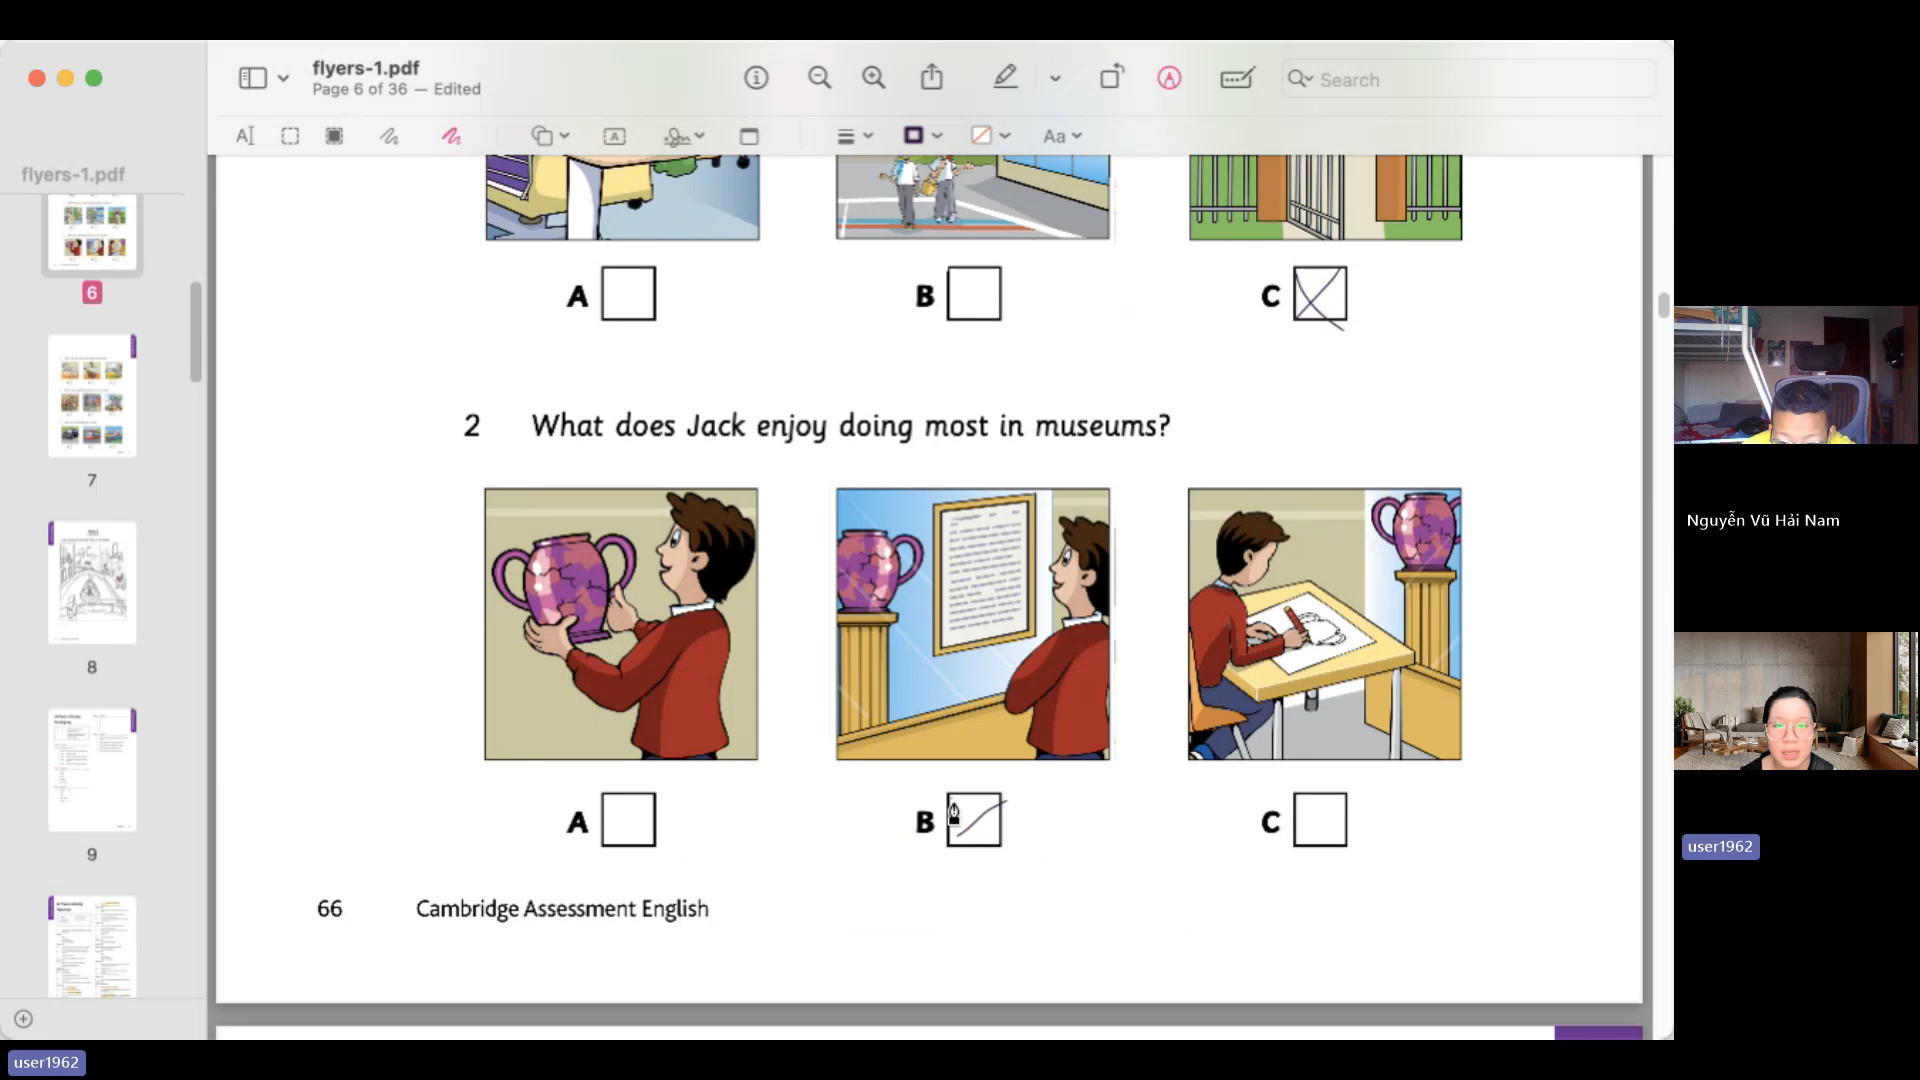 flyers-1.pdf
Page 6 of 36 — Edited
Search
Aa
flyers-1.pdf
6
7
8
9
A
B
C
2 What does Jack enjoy doing most in museums?
A
B
C
66 Cambridge Assessment English
Nguyễn Vũ Hải Nam
user1962
user1962